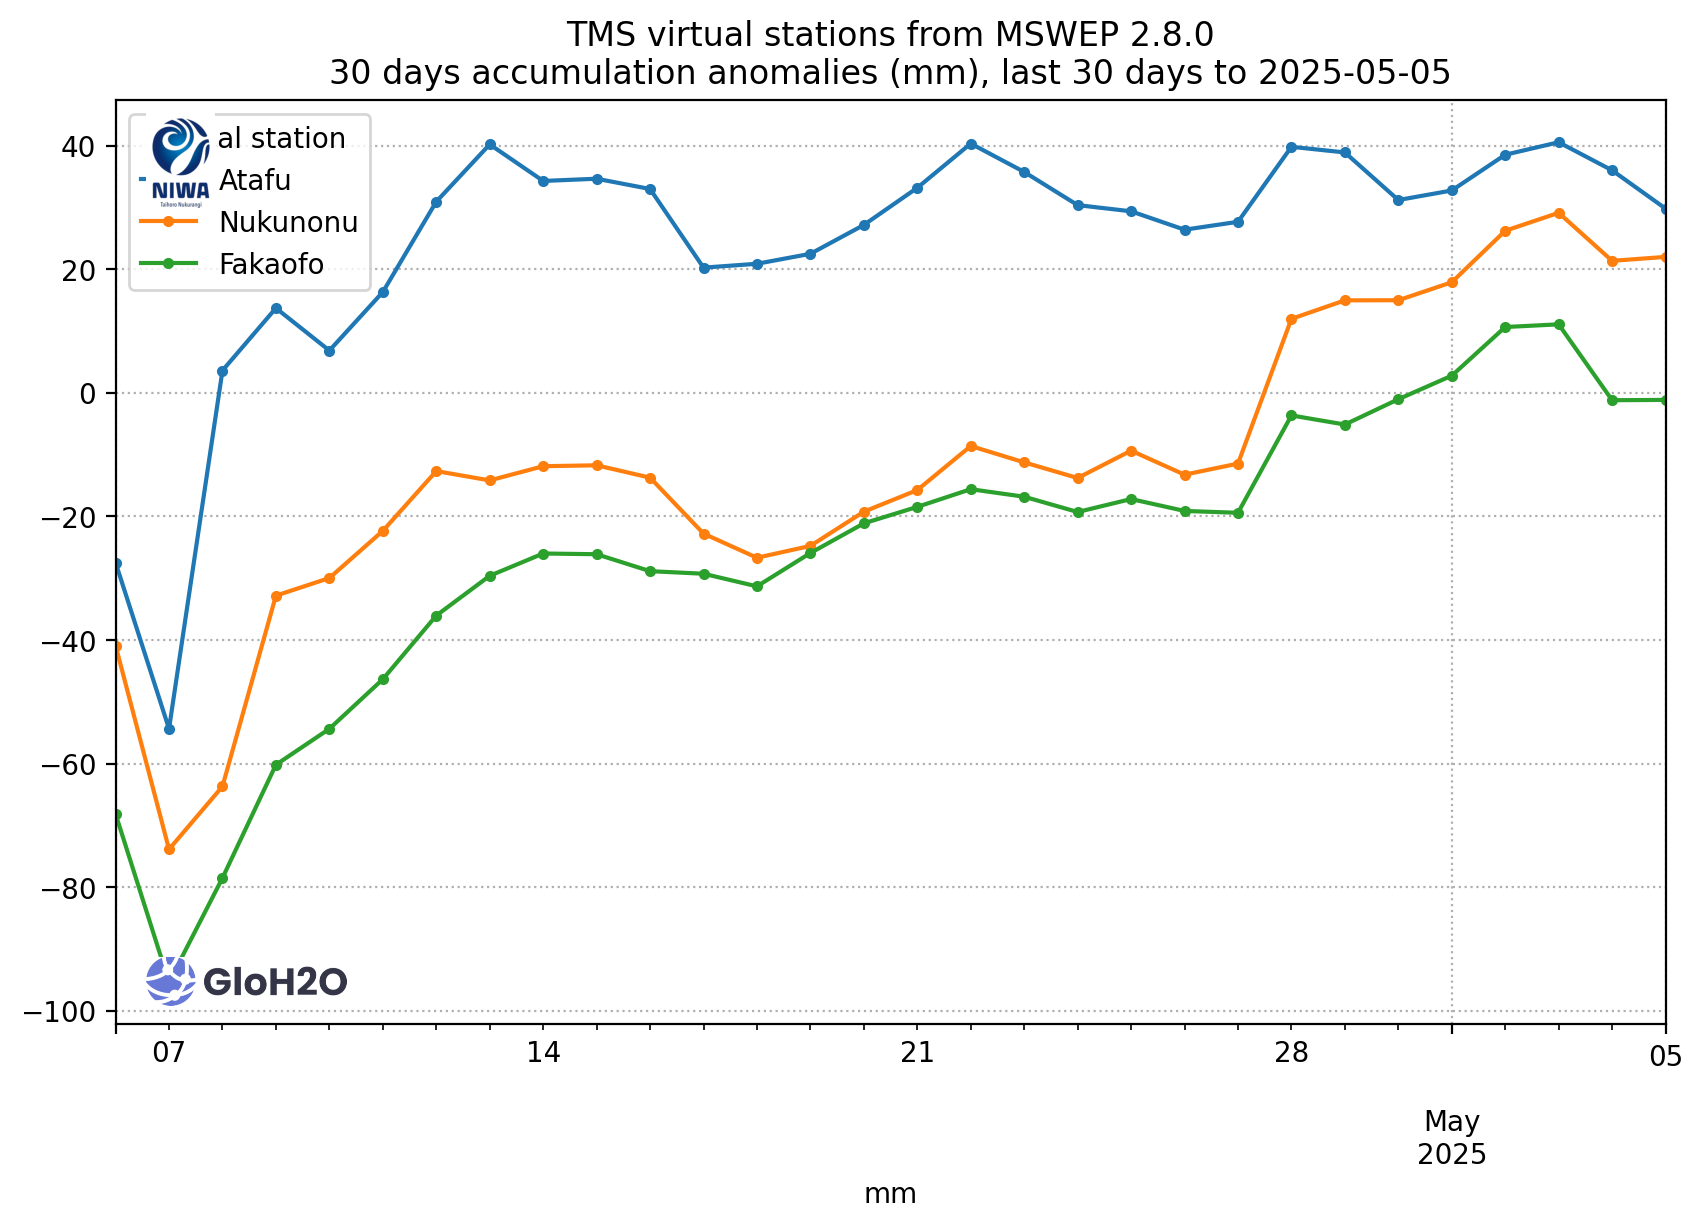 TMS virtual stations from MSWEP 2.8.0
30 days accumulation anomalies (mm), last 30 days to 2025-05-05
al station
Atafu
Nukunonu
Fakaofo
NIWA
Taihoro Nukurangi
40
20
0
−20
−40
−60
−80
−100
GloH2O
07
14
21
28
05
May
2025
mm